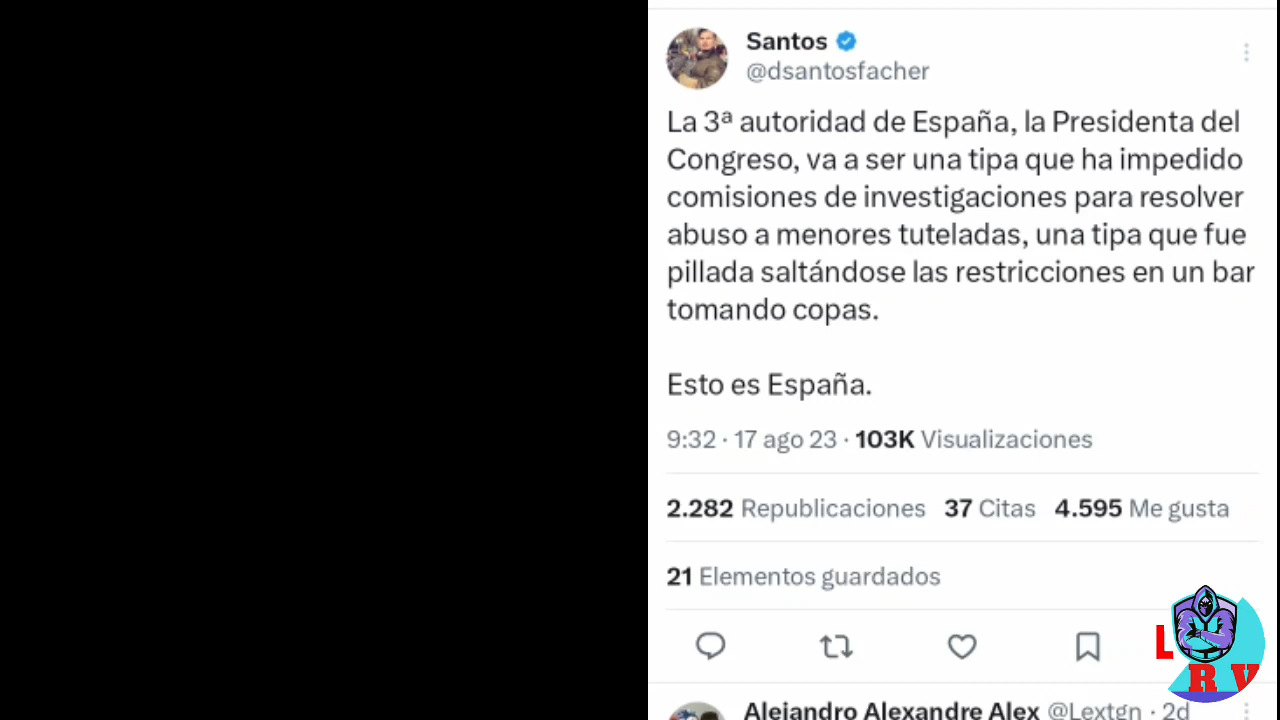 Santos
@dsantosfacher
La 3ª autoridad de España, la Presidenta del
Congreso, va a ser una tipa que ha impedido
comisiones de investigaciones para resolver
abuso a menores tuteladas, una tipa que fue
pillada saltándose las restricciones en un bar
tomando copas.
Esto es España.
9:32 · 17 ago 23 · 103K Visualizaciones
2.282 Republicaciones 37 Citas 4.595 Me gusta
21 Elementos guardados
L
R V
Alejandro Alexandre Alex @Lextgn · 2d